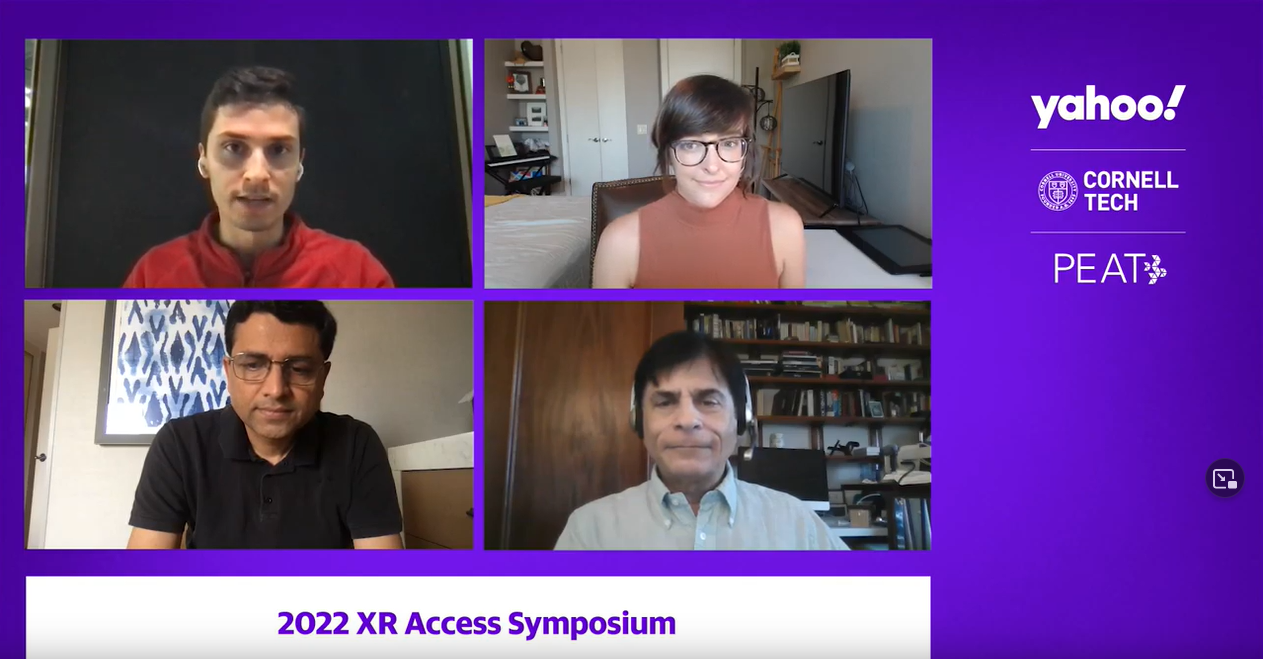 yahoo!
CORNELL
TECH
PEAT
2022 XR Access Symposium